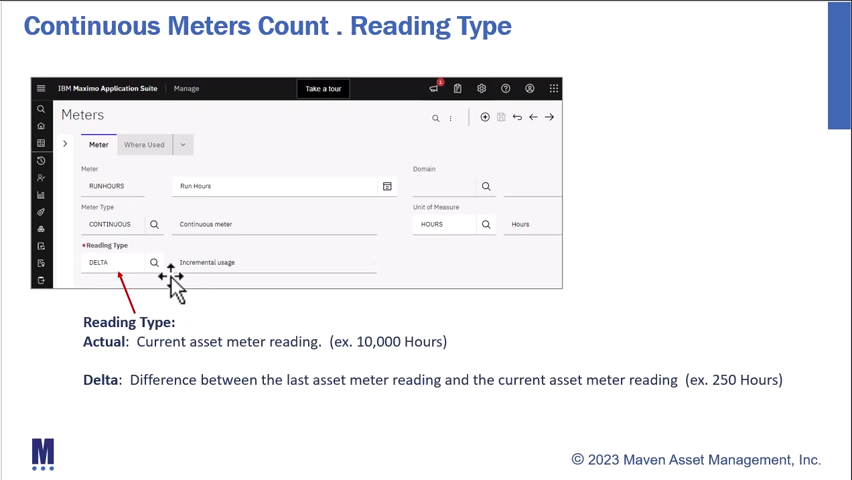 Continuous Meters Count . Reading Type
IBM Maximo Application Suite Manage Take a tour 1
Meters
Meter Where Used
Meter Domain
RUNHOURS Run Hours
Meter Type Unit of Measure
CONTINUOUS Continuous meter HOURS Hours
*Reading Type
DELTA Incremental usage
Reading Type:
Actual: Current asset meter reading. (ex. 10,000 Hours)
Delta: Difference between the last asset meter reading and the current asset meter reading (ex. 250 Hours)
M
© 2023 Maven Asset Management, Inc.